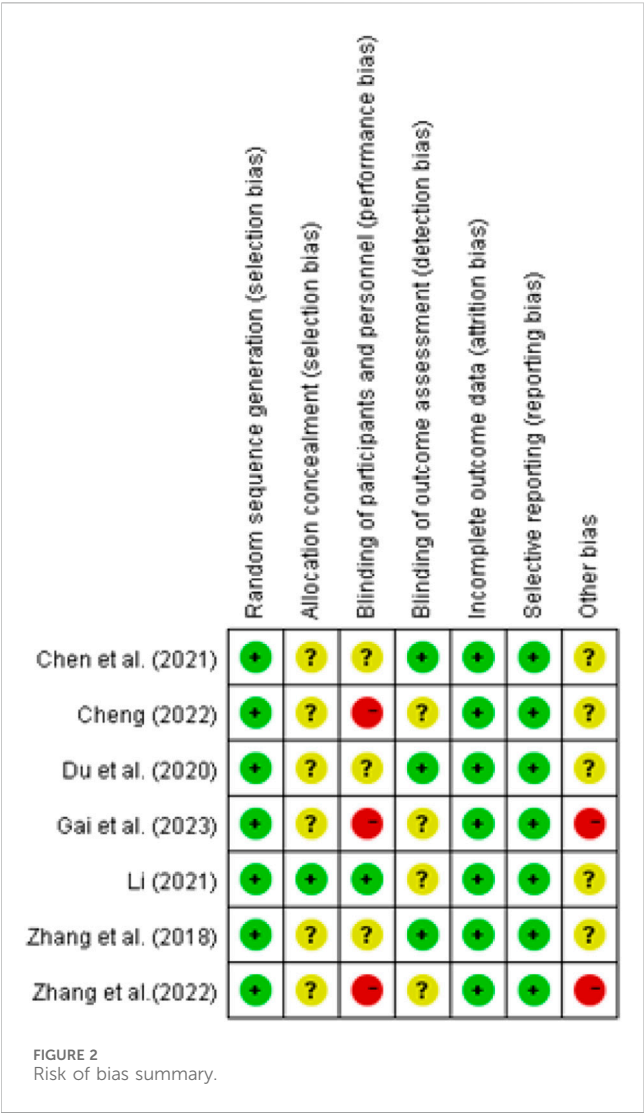 Random sequence generation (selection bias)
Allocation concealment (selection bias)
Blinding of participants and personnel (performance bias)
Blinding of outcome assessment (detection bias)
Incomplete outcome data (attrition bias)
Selective reporting (reporting bias)
Other bias
Chen et al. (2021) + ? ? + + + ?
Cheng (2022) + ? - ? + + ?
Du et al. (2020) + ? ? + + + ?
Gai et al. (2023) + ? - ? + + -
Li (2021) + + + ? + + ?
Zhang et al. (2018) + ? ? + + + ?
Zhang et al.(2022) + ? - ? + + -
FIGURE 2
Risk of bias summary.